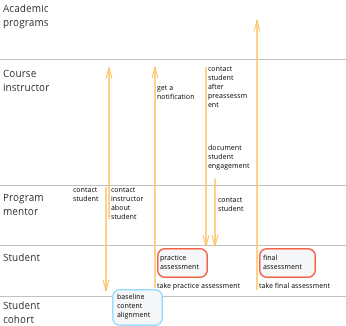 Academic
programs
Course
instructor
contact
student
after
preassessm
ent
get a
notification
document
student
engagement
Program
mentor
contact
student
contact
instructor
about
student
contact
student
Student
practice
assessment
final
assessment
take practice assessment
take final assessment
Student
cohort
baseline
content
alignment